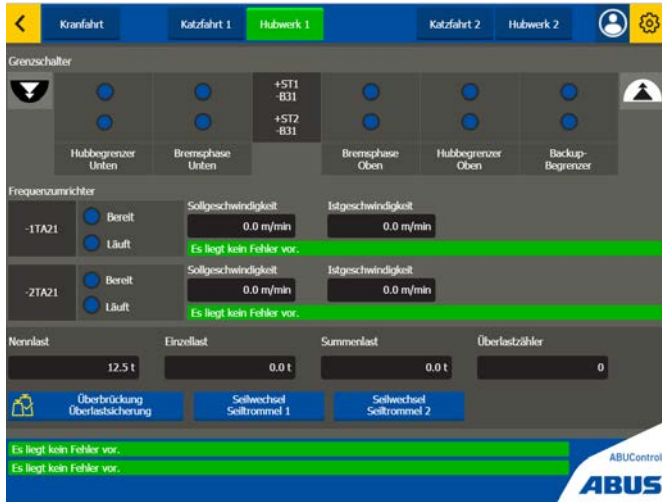 Kranfahrt
Katzfahrt 1
Hubwerk 1
Katzfahrt 2
Hubwerk 2
Grenzschalter
+ST1
-B31
+ST2
-B31
Hubbegrenzer
Unten
Bremsphase
Unten
Bremsphase
Oben
Hubbegrenzer
Oben
Backup-
Begrenzer
Frequenzumrichter
-1TA21
Bereit
Läuft
Sollgeschwindigkeit
Istgeschwindigkeit
0.0 m/min
0.0 m/min
Es liegt kein Fehler vor.
-2TA21
Bereit
Läuft
Sollgeschwindigkeit
Istgeschwindigkeit
0.0 m/min
0.0 m/min
Es liegt kein Fehler vor.
Nennlast
Einzellast
Summenlast
Überlastzähler
12.5 t
0.0 t
0.0 t
0
Überbrückung
Überlastsicherung
Seilwechsel
Seiltrommel 1
Seilwechsel
Seiltrommel 2
Es liegt kein Fehler vor.
Es liegt kein Fehler vor.
ABUControl
ABUS